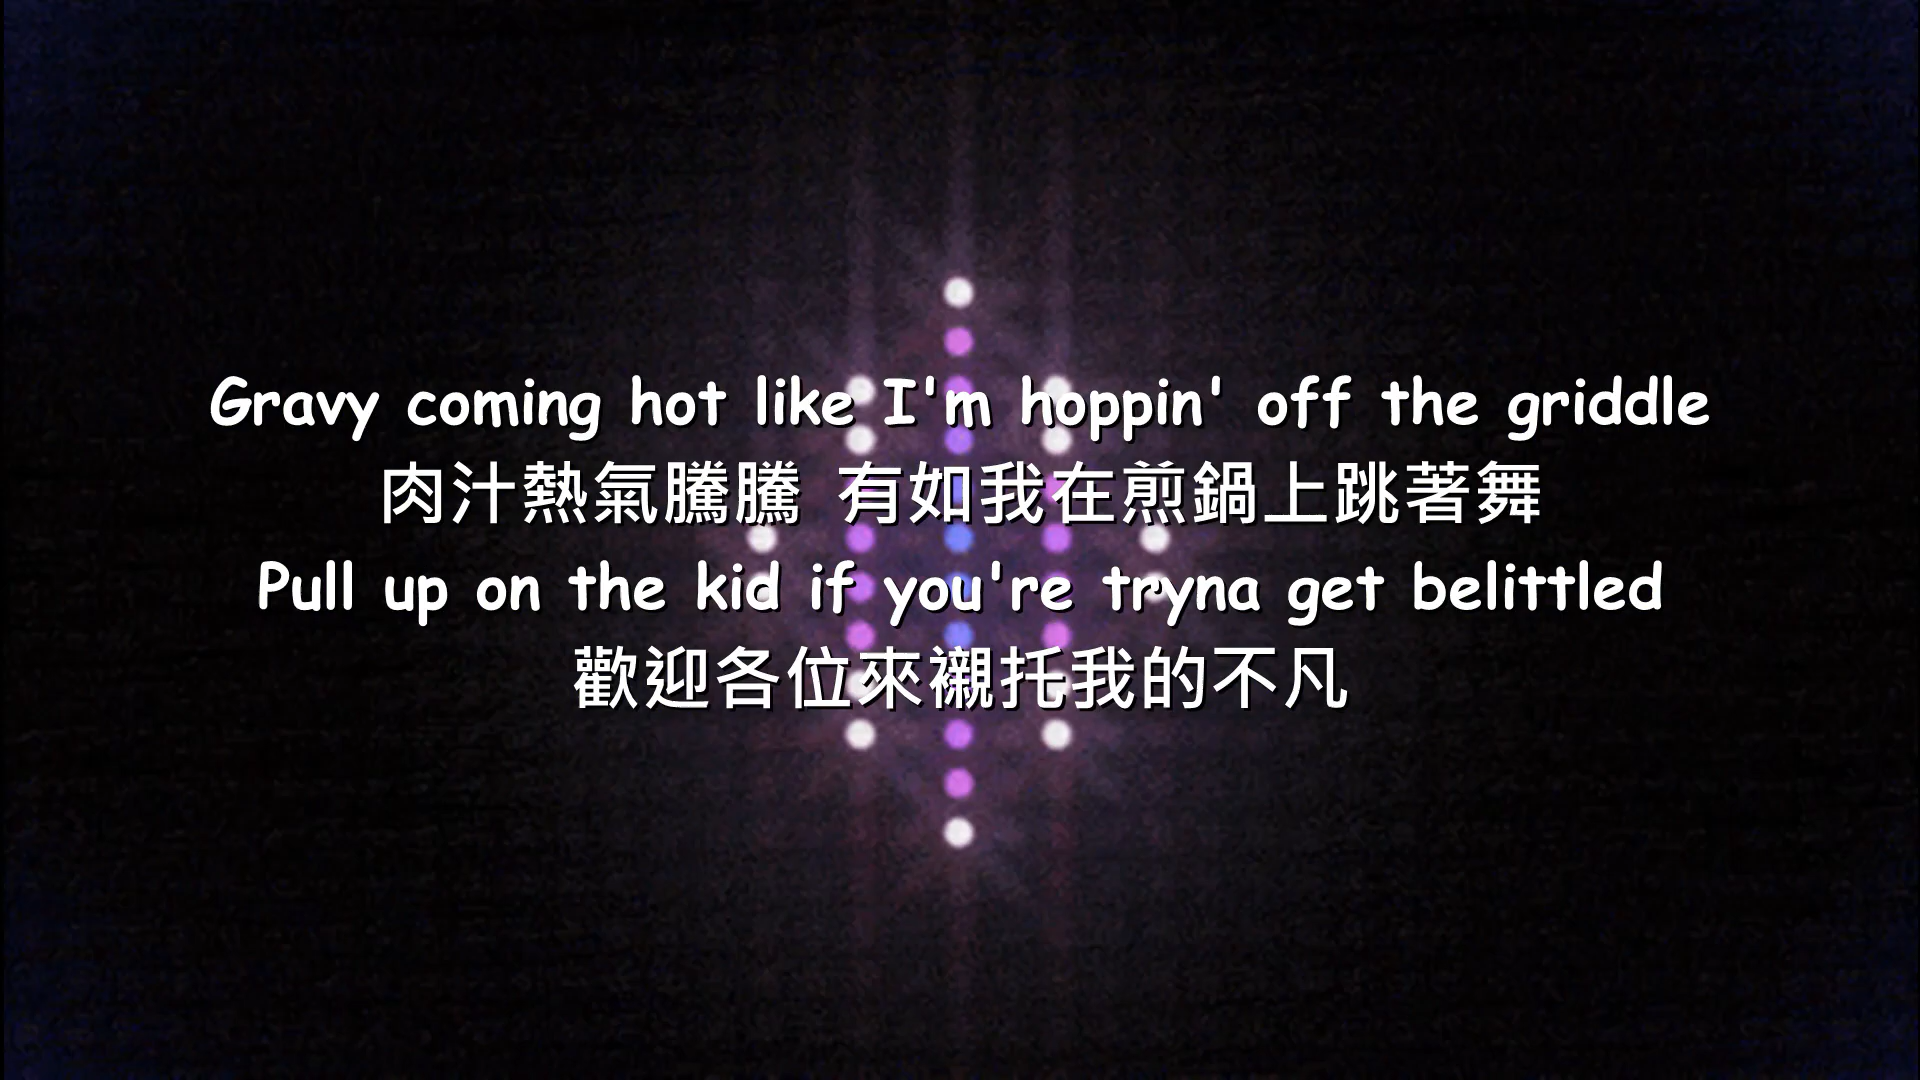 Gravy coming hot like I'm hoppin' off the griddle
肉汁熱氣騰騰 有如我在煎鍋上跳著舞
Pull up on the kid if you're tryna get belittled
歡迎各位來襯托我的不凡